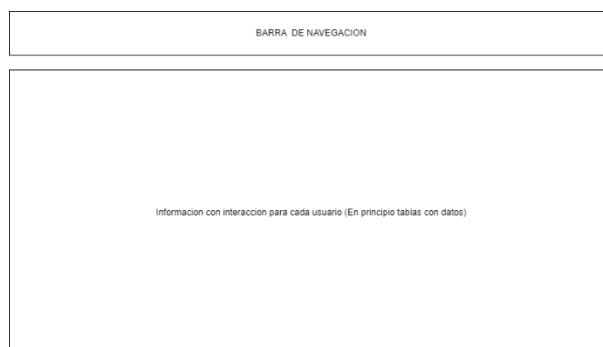 BARRA DE NAVEGACION
Informacion con interaccion para cada usuario (En principio tablas con datos)